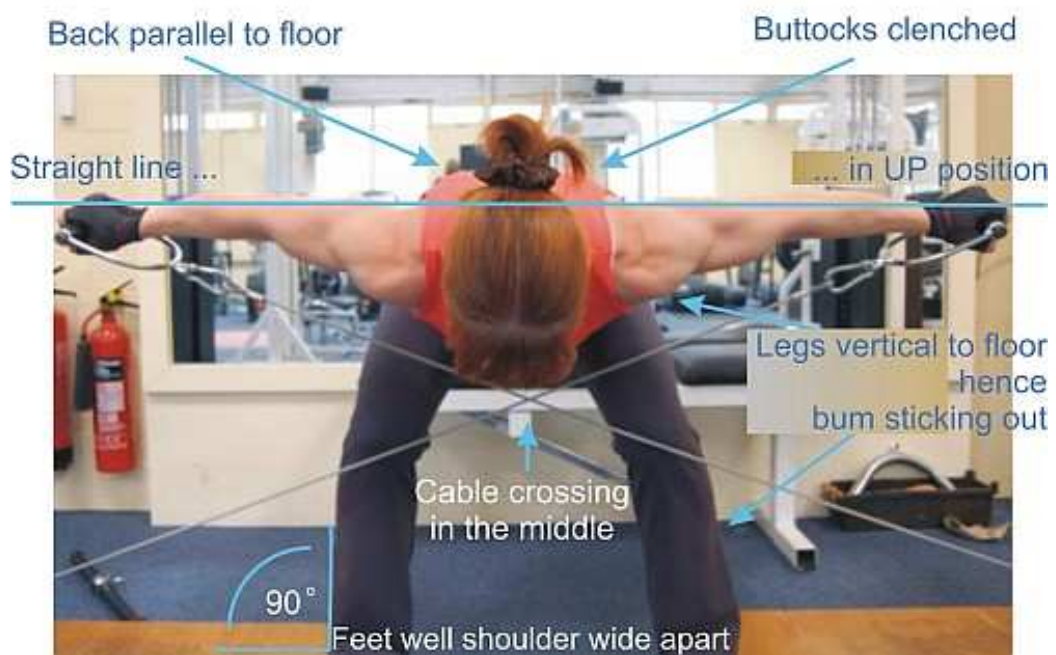 Back parallel to floor
Buttocks clenched
Straight line ...
... in UP position
Legs vertical to floor
hence
bum sticking out
Cable crossing
in the middle
90°
Feet well shoulder wide apart